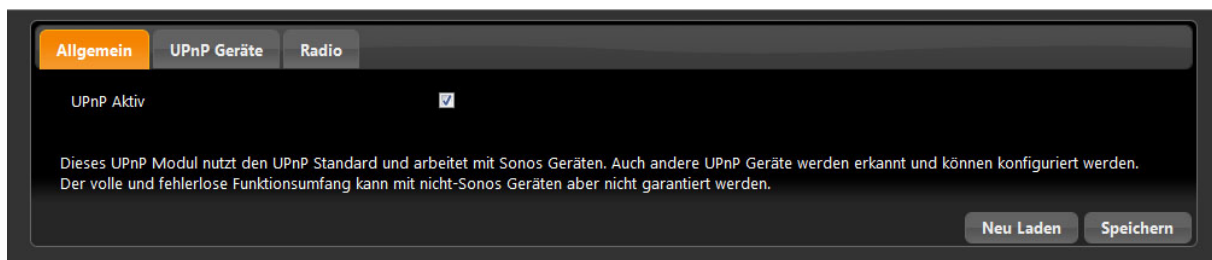 Allgemein UPnP Geräte Radio
UPnP Aktiv
Dieses UPnP Modul nutzt den UPnP Standard und arbeitet mit Sonos Geräten. Auch andere UPnP Geräte werden erkannt und können konfiguriert werden.
Der volle und fehlerlose Funktionsumfang kann mit nicht-Sonos Geräten aber nicht garantiert werden.
Neu Laden Speichern